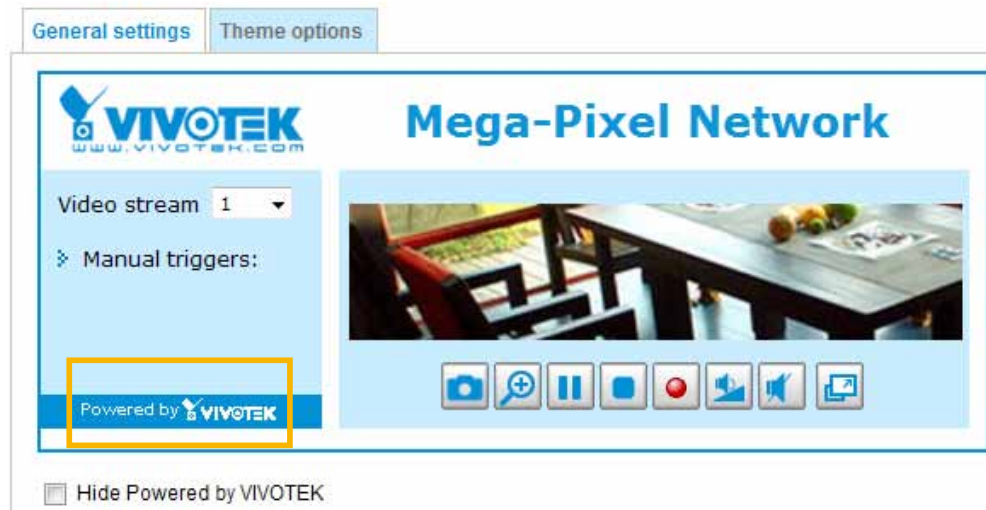 General settings
Theme options
VIVOTEK
www.vivotek.com
Mega-Pixel Network
Video stream 1
Manual triggers:
Powered by VIVOTEK
Hide Powered by VIVOTEK